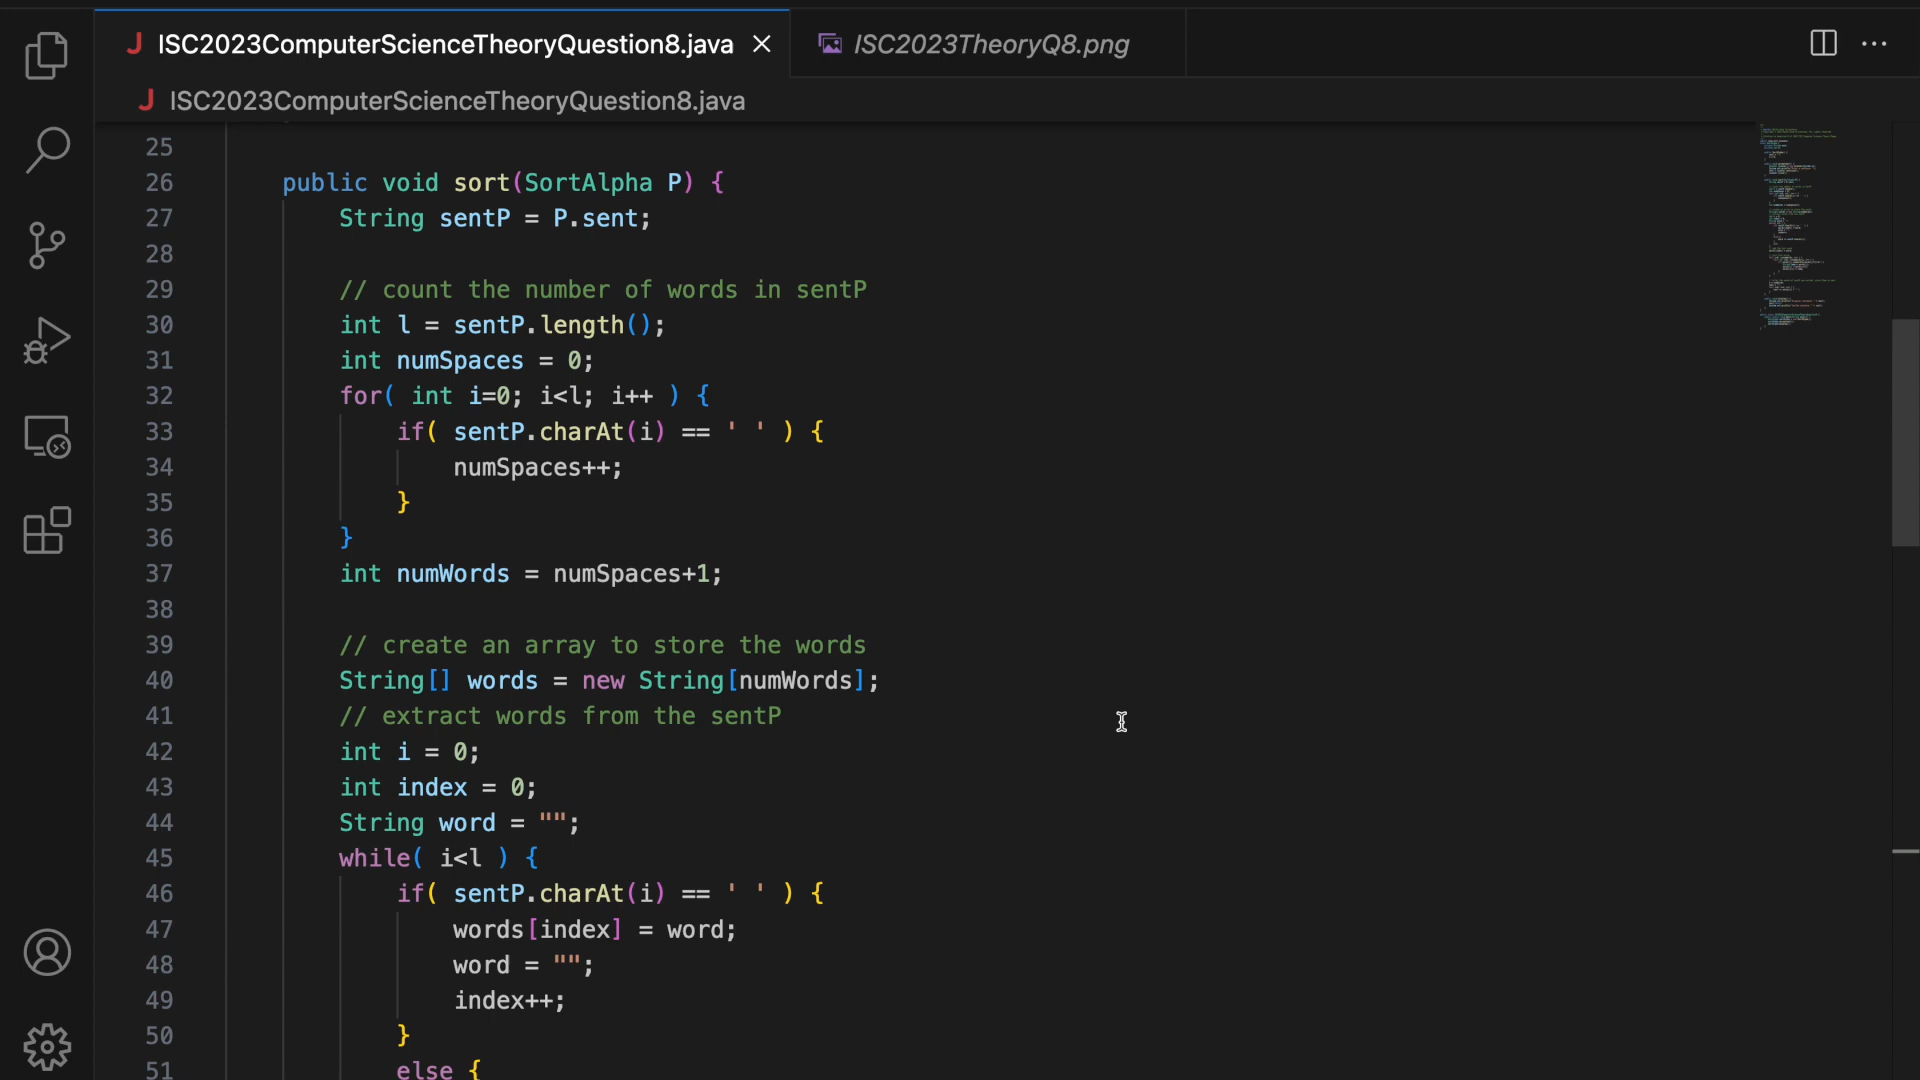 ISC2023ComputerScienceTheoryQuestion8.java
ISC2023TheoryQ8.png
ISC2023ComputerScienceTheoryQuestion8.java
25
26 public void sort(SortAlpha P) {
27 String sentP = P.sent;
28
29 // count the number of words in sentP
30 int l = sentP.length();
31 int numSpaces = 0;
32 for( int i=0; i<l; i++ ) {
33 if( sentP.charAt(i) == ' ' ) {
34 numSpaces++;
35 }
36 }
37 int numWords = numSpaces+1;
38
39 // create an array to store the words
40 String[] words = new String[numWords];
41 // extract words from the sentP
42 int i = 0;
43 int index = 0;
44 String word = "";
45 while( i<l ) {
46 if( sentP.charAt(i) == ' ' ) {
47 words[index] = word;
48 word = "";
49 index++;
50 }
51 else {